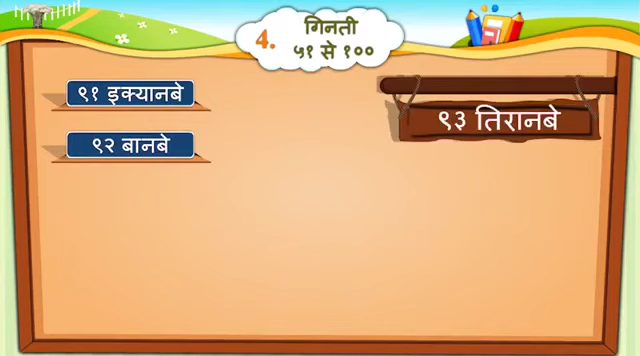 4.
गिनती
५१ से १००
९१ इक्यानबे
९२ बानबे
९३ तिरानबे